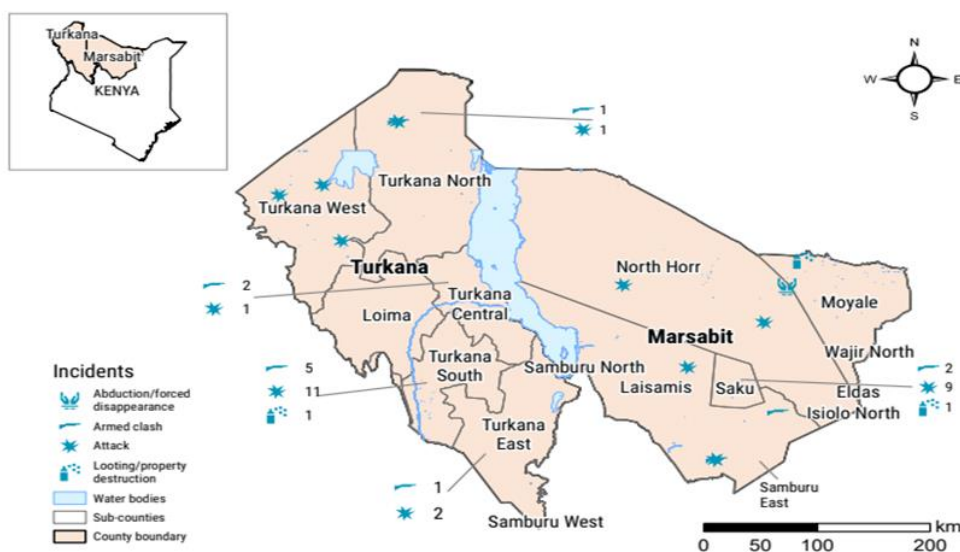 Turkana
Marsabit
KENYA
N
W E
S
1
1
Turkana North
Turkana West
Turkana
North Horr
Moyale
2
1
Turkana
Central
Loima
Marsabit
Wajir North
Turkana
South
Samburu North
Laisamis
Saku
Eldas
Isiolo North
2
9
1
5
11
1
Turkana
East
Samburu
East
1
2
Samburu West
Incidents
Abduction/forced
disappearance
Armed clash
Attack
Looting/property
destruction
Water bodies
Sub-counties
County boundary
km
0 50 100 200